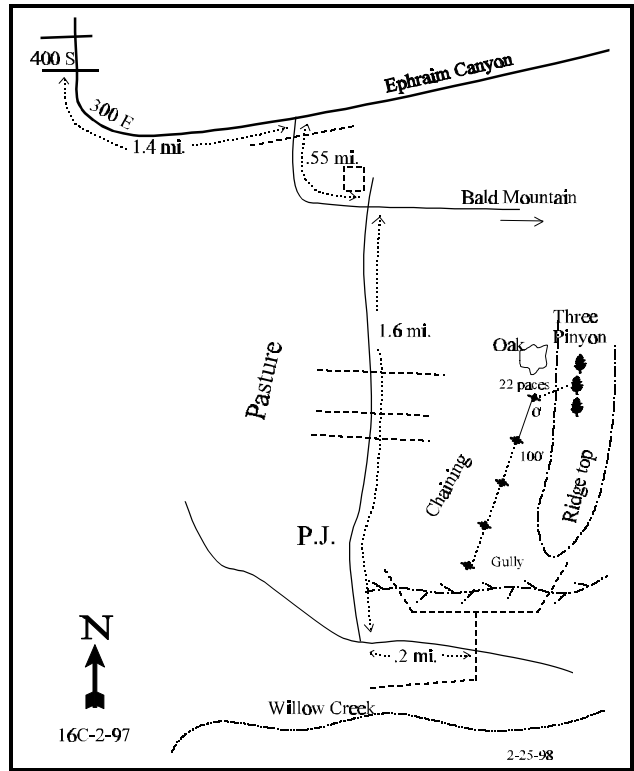 400 S
Ephraim Canyon
300 E
1.4 mi.
.55 mi.
Bald Mountain
Three
Pinyon
1.6 mi.
Oak
22 paces
0'
Pasture
100'
Chaining
Ridge top
P.J.
Gully
N
.2 mi.
Willow Creek
16C-2-97
2-25-98